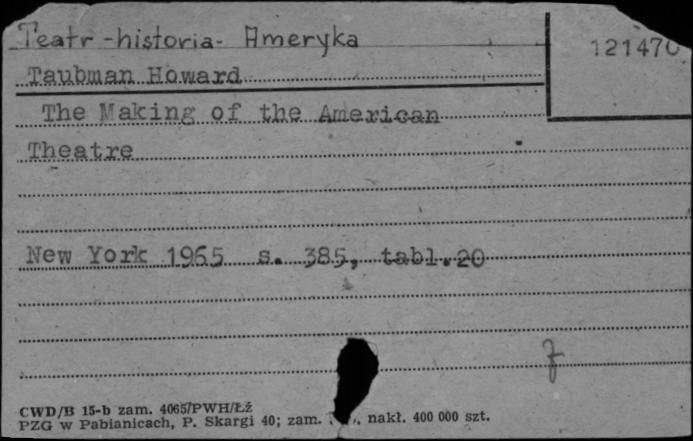 Teatr - historia - Ameryka
121470
Taubman Howard
The Making of the American
Theatre
New York 1965 s. 385, tabl. 20
CWD/B 15-b zam. 4065/PWH/Łź
PZG w Pabianicach, P. Skargi 40; zam. nakł. 400 000 szt.